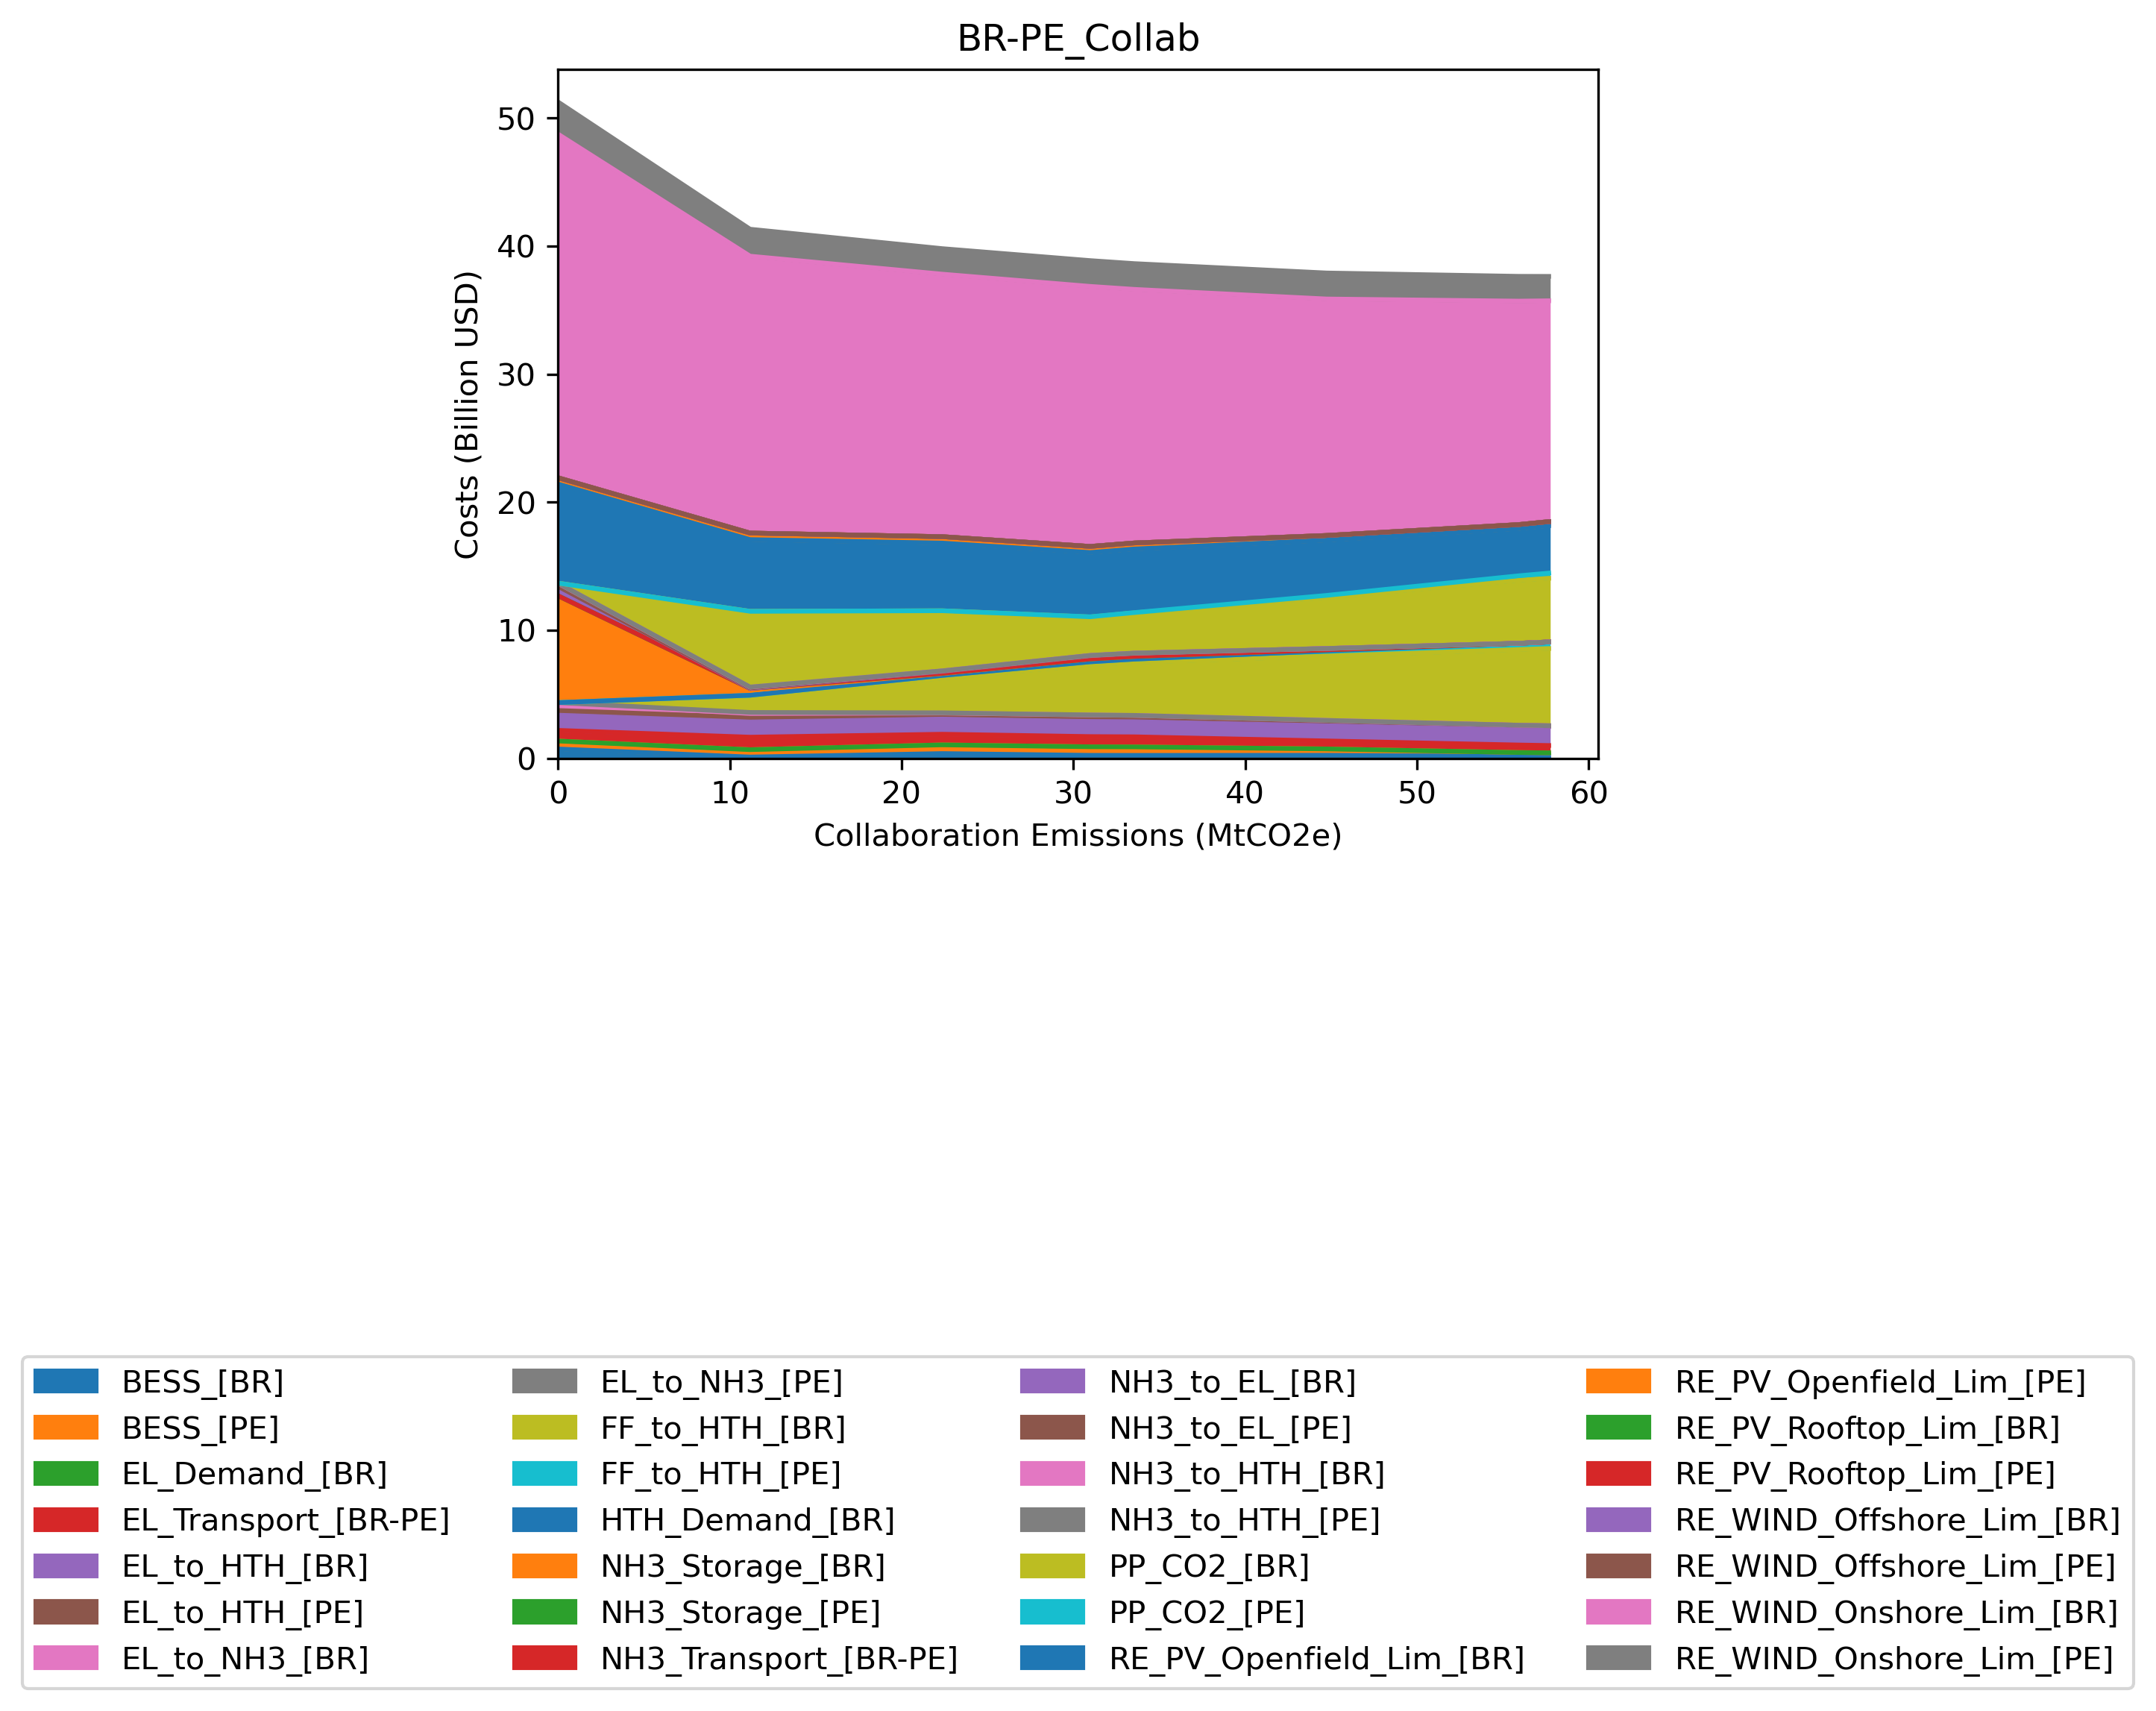 BR-PE_Collab
Costs (Billion USD)
50
40
30
20
10
0
0 10 20 30 40 50 60
Collaboration Emissions (MtCO2e)
BESS_[BR]
BESS_[PE]
EL_Demand_[BR]
EL_Transport_[BR-PE]
EL_to_HTH_[BR]
EL_to_HTH_[PE]
EL_to_NH3_[BR]
EL_to_NH3_[PE]
FF_to_HTH_[BR]
FF_to_HTH_[PE]
HTH_Demand_[BR]
NH3_Storage_[BR]
NH3_Storage_[PE]
NH3_Transport_[BR-PE]
NH3_to_EL_[BR]
NH3_to_EL_[PE]
NH3_to_HTH_[BR]
NH3_to_HTH_[PE]
PP_CO2_[BR]
PP_CO2_[PE]
RE_PV_Openfield_Lim_[BR]
RE_PV_Openfield_Lim_[PE]
RE_PV_Rooftop_Lim_[BR]
RE_PV_Rooftop_Lim_[PE]
RE_WIND_Offshore_Lim_[BR]
RE_WIND_Offshore_Lim_[PE]
RE_WIND_Onshore_Lim_[BR]
RE_WIND_Onshore_Lim_[PE]